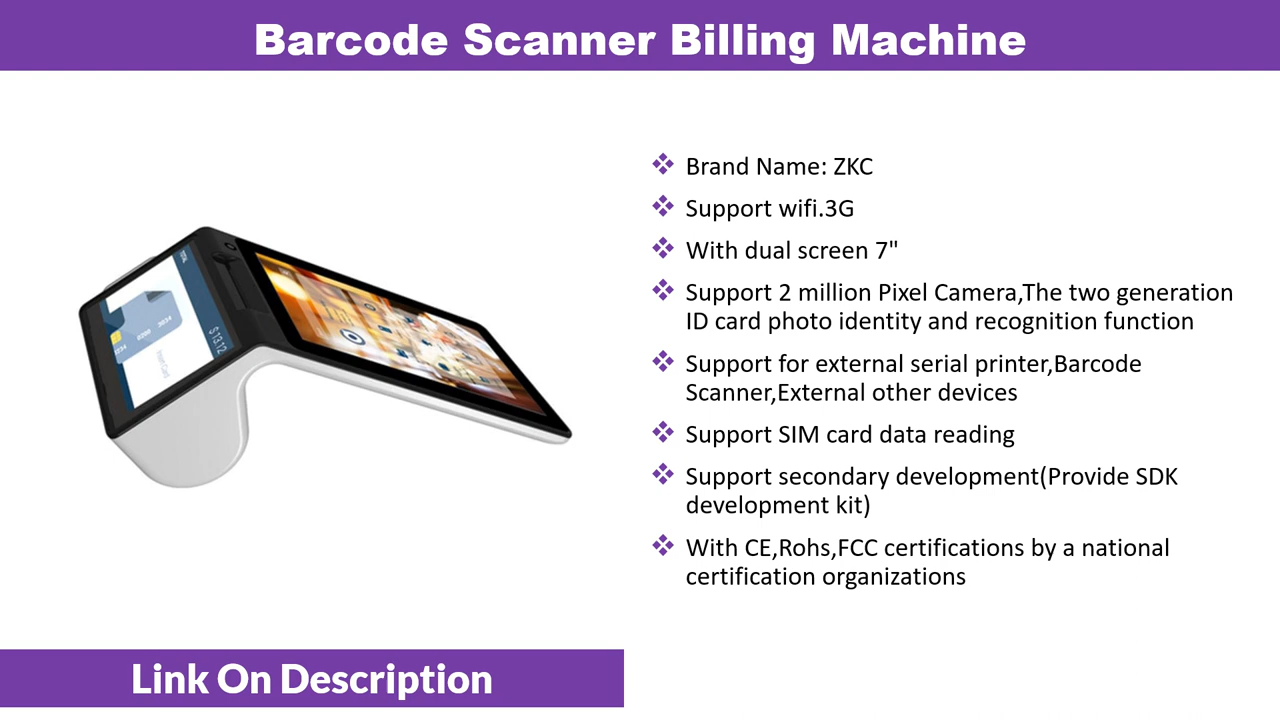 Barcode Scanner Billing Machine
Brand Name: ZKC
Support wifi.3G
With dual screen 7"
Support 2 million Pixel Camera,The two generation
ID card photo identity and recognition function
Support for external serial printer,Barcode
Scanner,External other devices
Support SIM card data reading
Support secondary development(Provide SDK
development kit)
With CE,Rohs,FCC certifications by a national
certification organizations
Link On Description